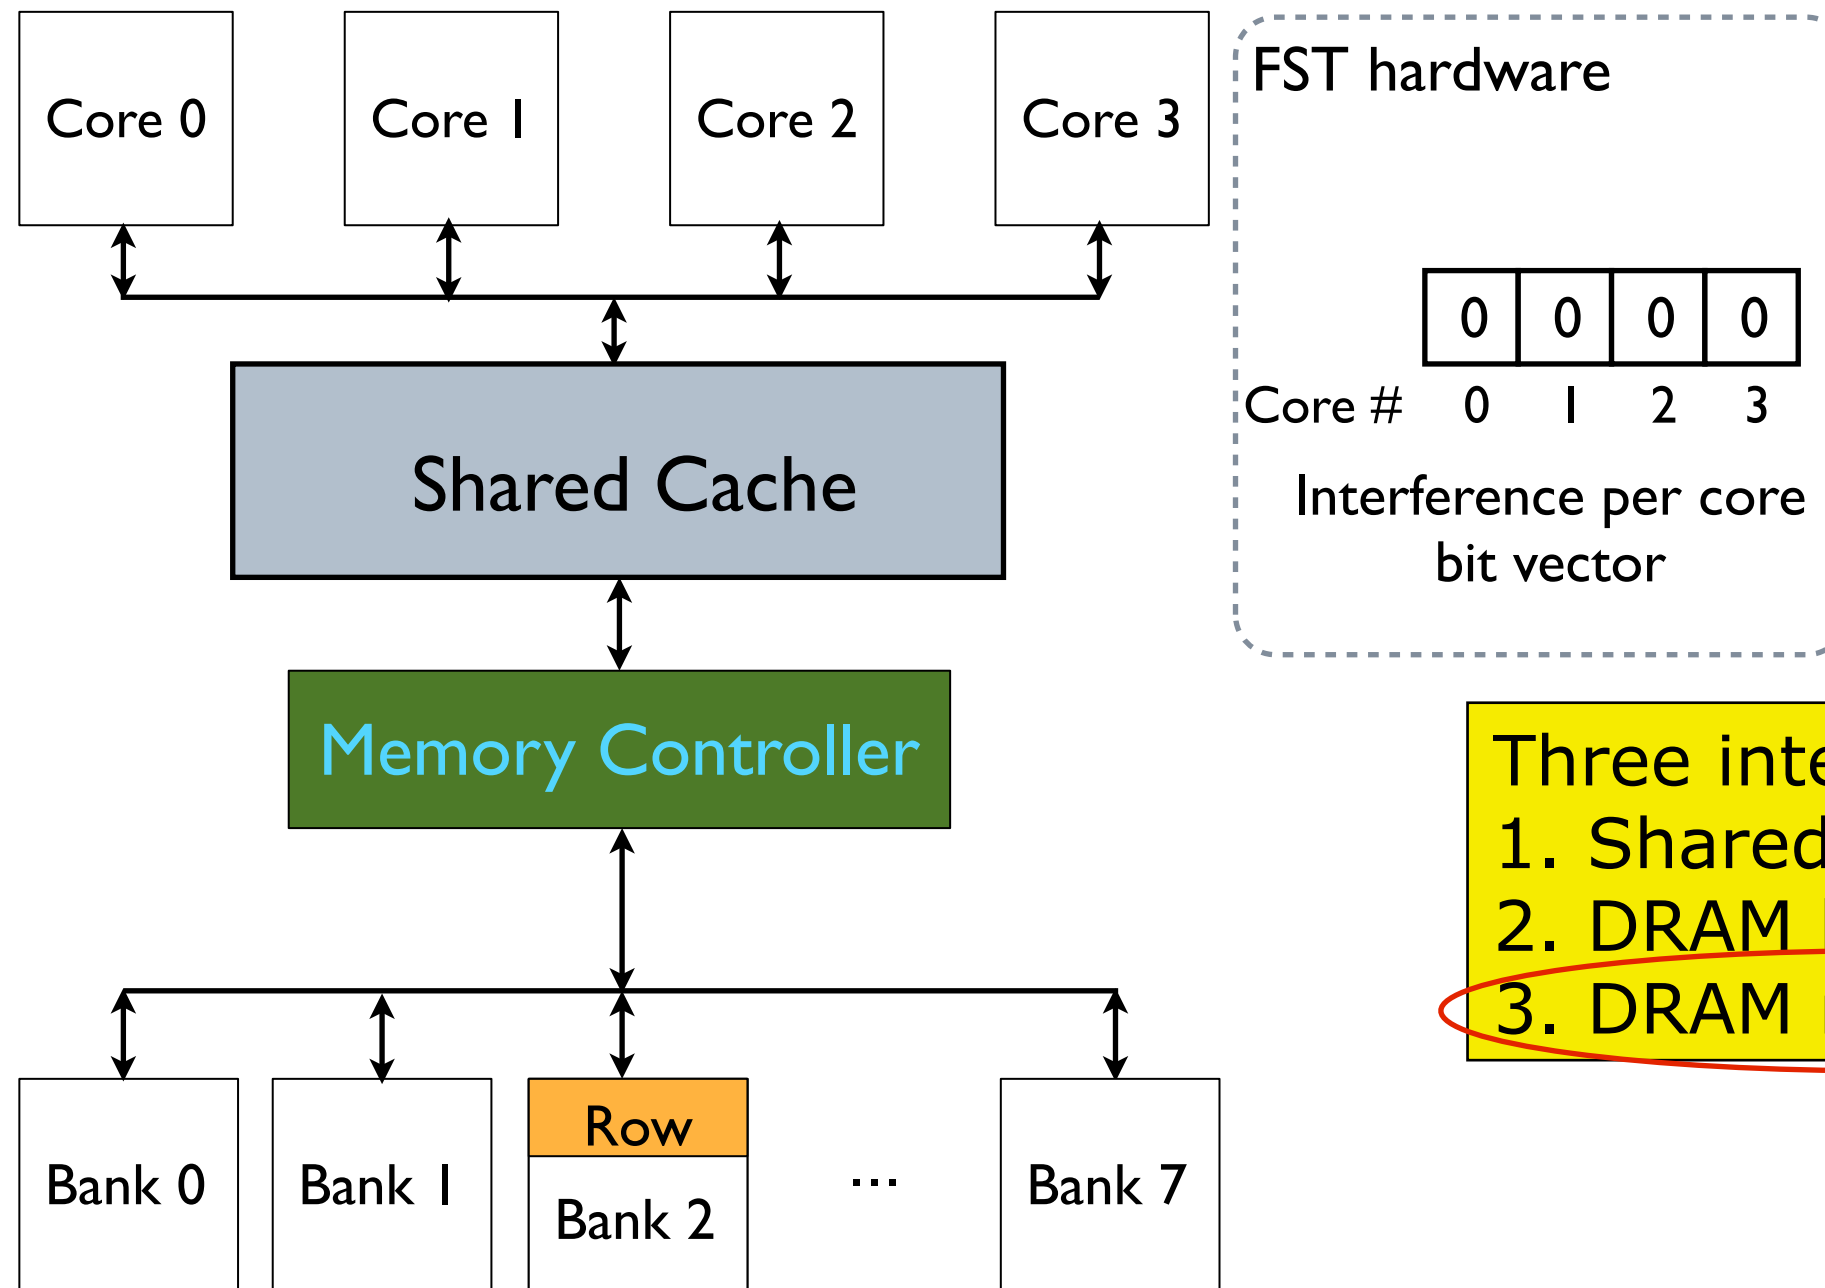 Core 0
Core 1
Core 2
Core 3
FST hardware
0 0 0 0
Core # 0 1 2 3
Interference per core
bit vector
Shared Cache
Memory Controller
Three
1. Shared
2. DRAM
3. DRAM
Row
Bank 0
Bank 1
Bank 2
...
Bank 7